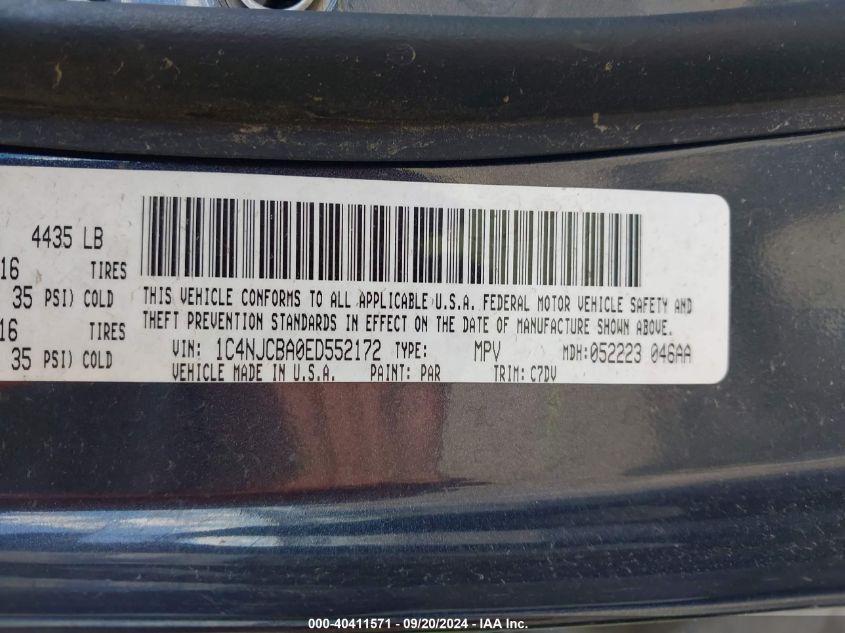 4435 LB
16 TIRES
35 PSI) COLD
16 TIRES
35 PSI) COLD
THIS VEHICLE CONFORMS TO ALL APPLICABLE U.S.A. FEDERAL MOTOR VEHICLE SAFETY AND
THEFT PREVENTION STANDARDS IN EFFECT ON THE DATE OF MANUFACTURE SHOWN ABOVE.
VIN: 1C4NJCBA0ED552172 TYPE: MPV MDH:052223 046AA
VEHICLE MADE IN U.S.A. PAINT: PAR TRIM: C7DV
000-40411571 - 09/20/2024 - IAA Inc.